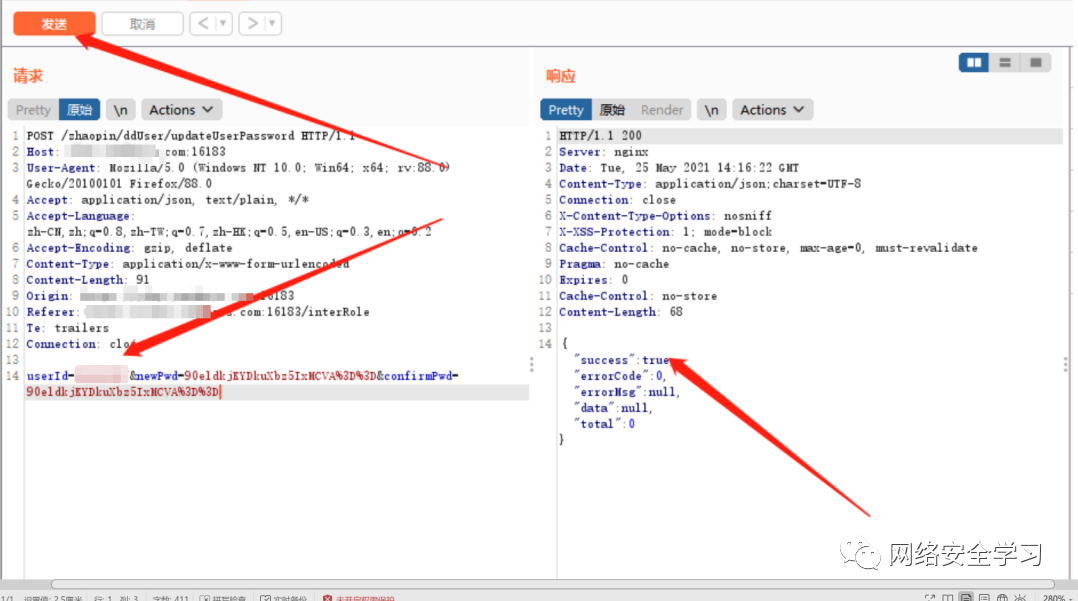 发送 取消 < ▼ > ▼
请求
Pretty 原始 \n Actions
1 POST /zhaopin/ddUser/updateUserPassword HTTP/1.1
2 Host: .com:16183
3 User-Agent: Mozilla/5.0 (Windows NT 10.0; Win64; x64; rv:88.0)
Gecko/20100101 Firefox/88.0
4 Accept: application/json, text/plain, */*
5 Accept-Language:
zh-CN,zh;q=0.8,zh-TW;q=0.7,zh-HK;q=0.5,en-US;q=0.3,en;q=0.2
6 Accept-Encoding: gzip, deflate
7 Content-Type: application/x-www-form-urlencoded
8 Content-Length: 91
9 Origin: 16183
10 Referer: .com:16183/interRole
11 Te: trailers
12 Connection: close
13
14 userId= &newPwd=90eldkjKYDkuXbz5IxMCVA%3D%3D&confirmPwd=
90eldkjKYDkuXbz5IxMCVA%3D%3D
响应
Pretty 原始 Render \n Actions
1 HTTP/1.1 200
2 Server: nginx
3 Date: Tue, 25 May 2021 14:16:22 GMT
4 Content-Type: application/json;charset=UTF-8
5 Connection: close
6 X-Content-Type-Options: nosniff
7 X-XSS-Protection: 1; mode=block
8 Cache-Control: no-cache, no-store, max-age=0, must-revalidate
9 Pragma: no-cache
10 Expires: 0
11 Cache-Control: no-store
12 Content-Length: 68
13
14 {
"success":true,
"errorCode":0,
"errorMsg":null,
"data":null,
"total":0
}
网络安全学习
280%